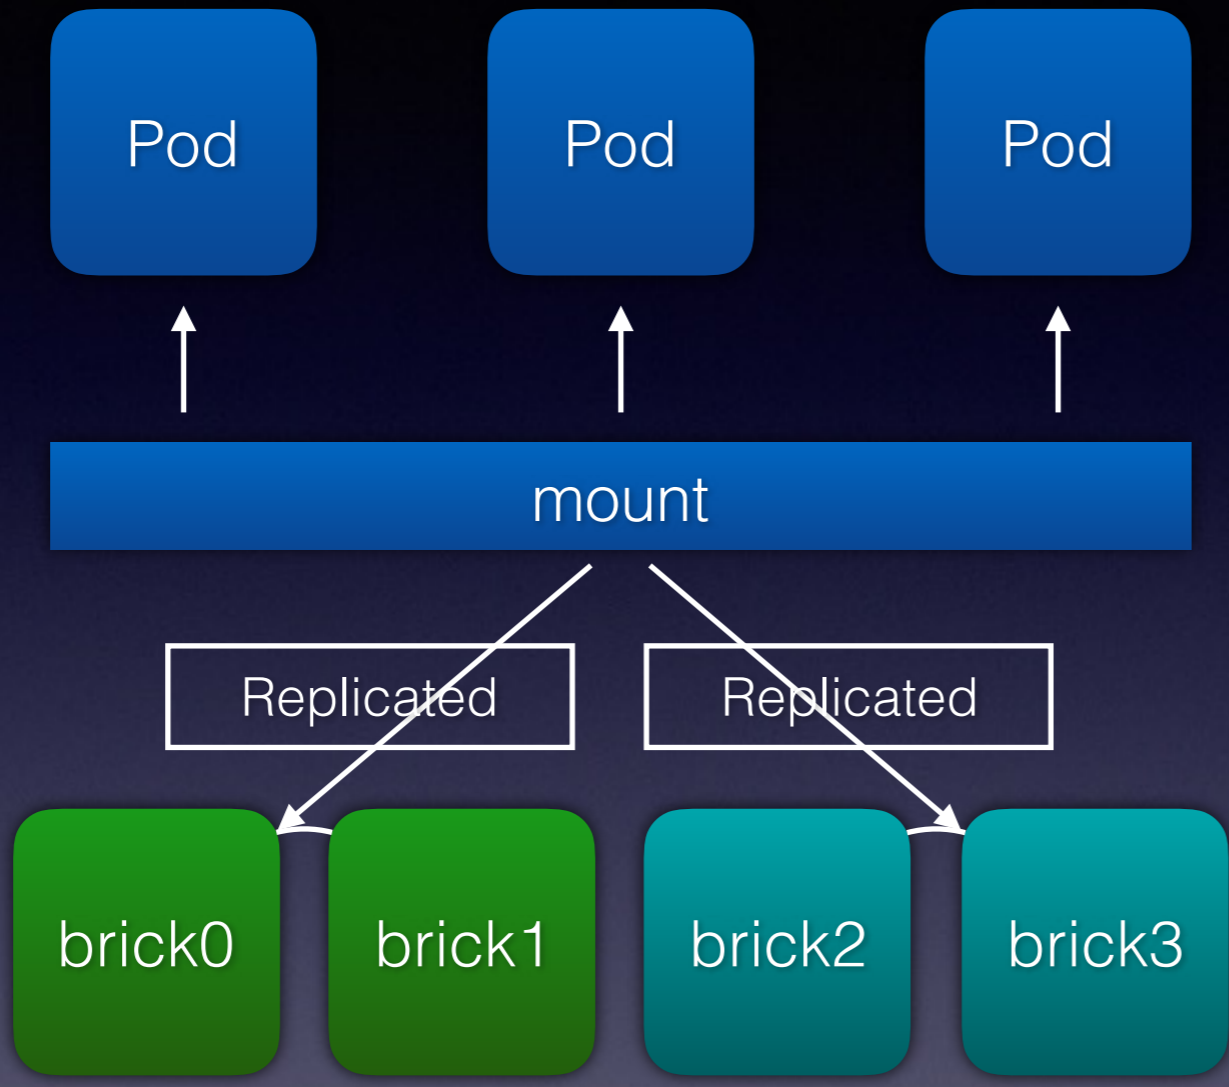 Pod
Pod
Pod
mount
Replicated
Replicated
brick0
brick1
brick2
brick3